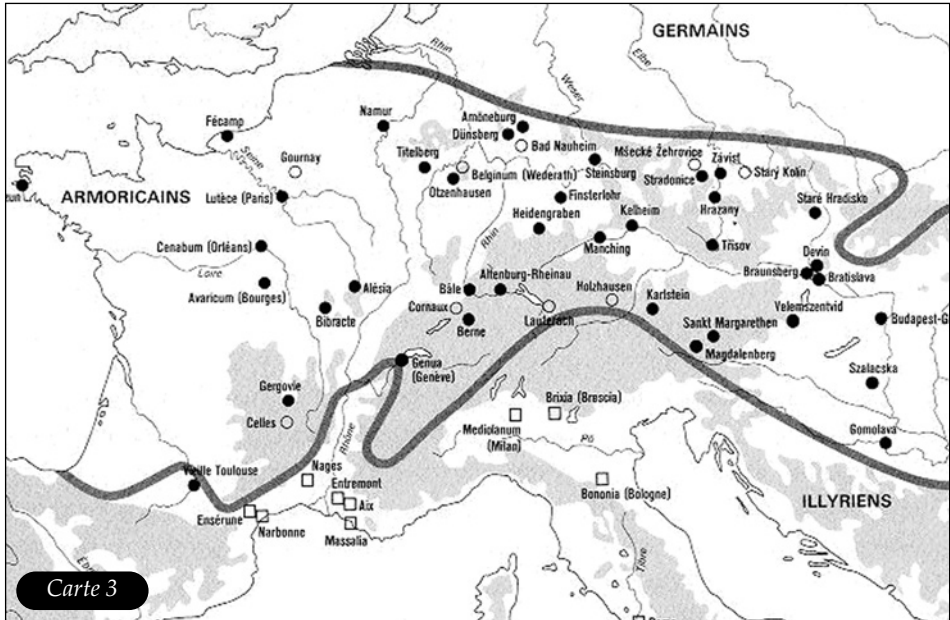 GERMAINS
Rhin
Weser
Elbe
Fécamp
Namur
Amöneburg
Dünsberg
Bad Nauheim
Seine
Gournay
Titelberg
Belginum (Wederath)
Otzenhausen
Steinsburg
Mšecké Žehrovice
Závist
Starý Kolín
Stradonice
ARMORICAINS
Lutèce (Paris)
Finsterlohr
Hrazany
Staré Hradisko
Heidengraben
Kelheim
Rhin
Cenabum (Orléans)
Manching
Třísov
Loire
Devin
Braunsberg
Bratislava
Avaricum (Bourges)
Alésia
Bâle
Altenburg-Rheinau
Holzhausen
Karlstein
Velemszentvid
Bibracte
Cornaux
Lauterach
Berne
Sankt Margarethen
Budapest-G
Magdalenberg
Genua
(Genève)
Szalacska
Gergovie
Celles
Brixia (Brescia)
Mediolanum
(Milan)
Gomolava
Rhône
Pô
Vieille Toulouse
Nages
Entremont
Aix
Bononia (Bologne)
ILLYRIENS
Ensérune
Narbonne
Massalia
Tibre
Carte 3